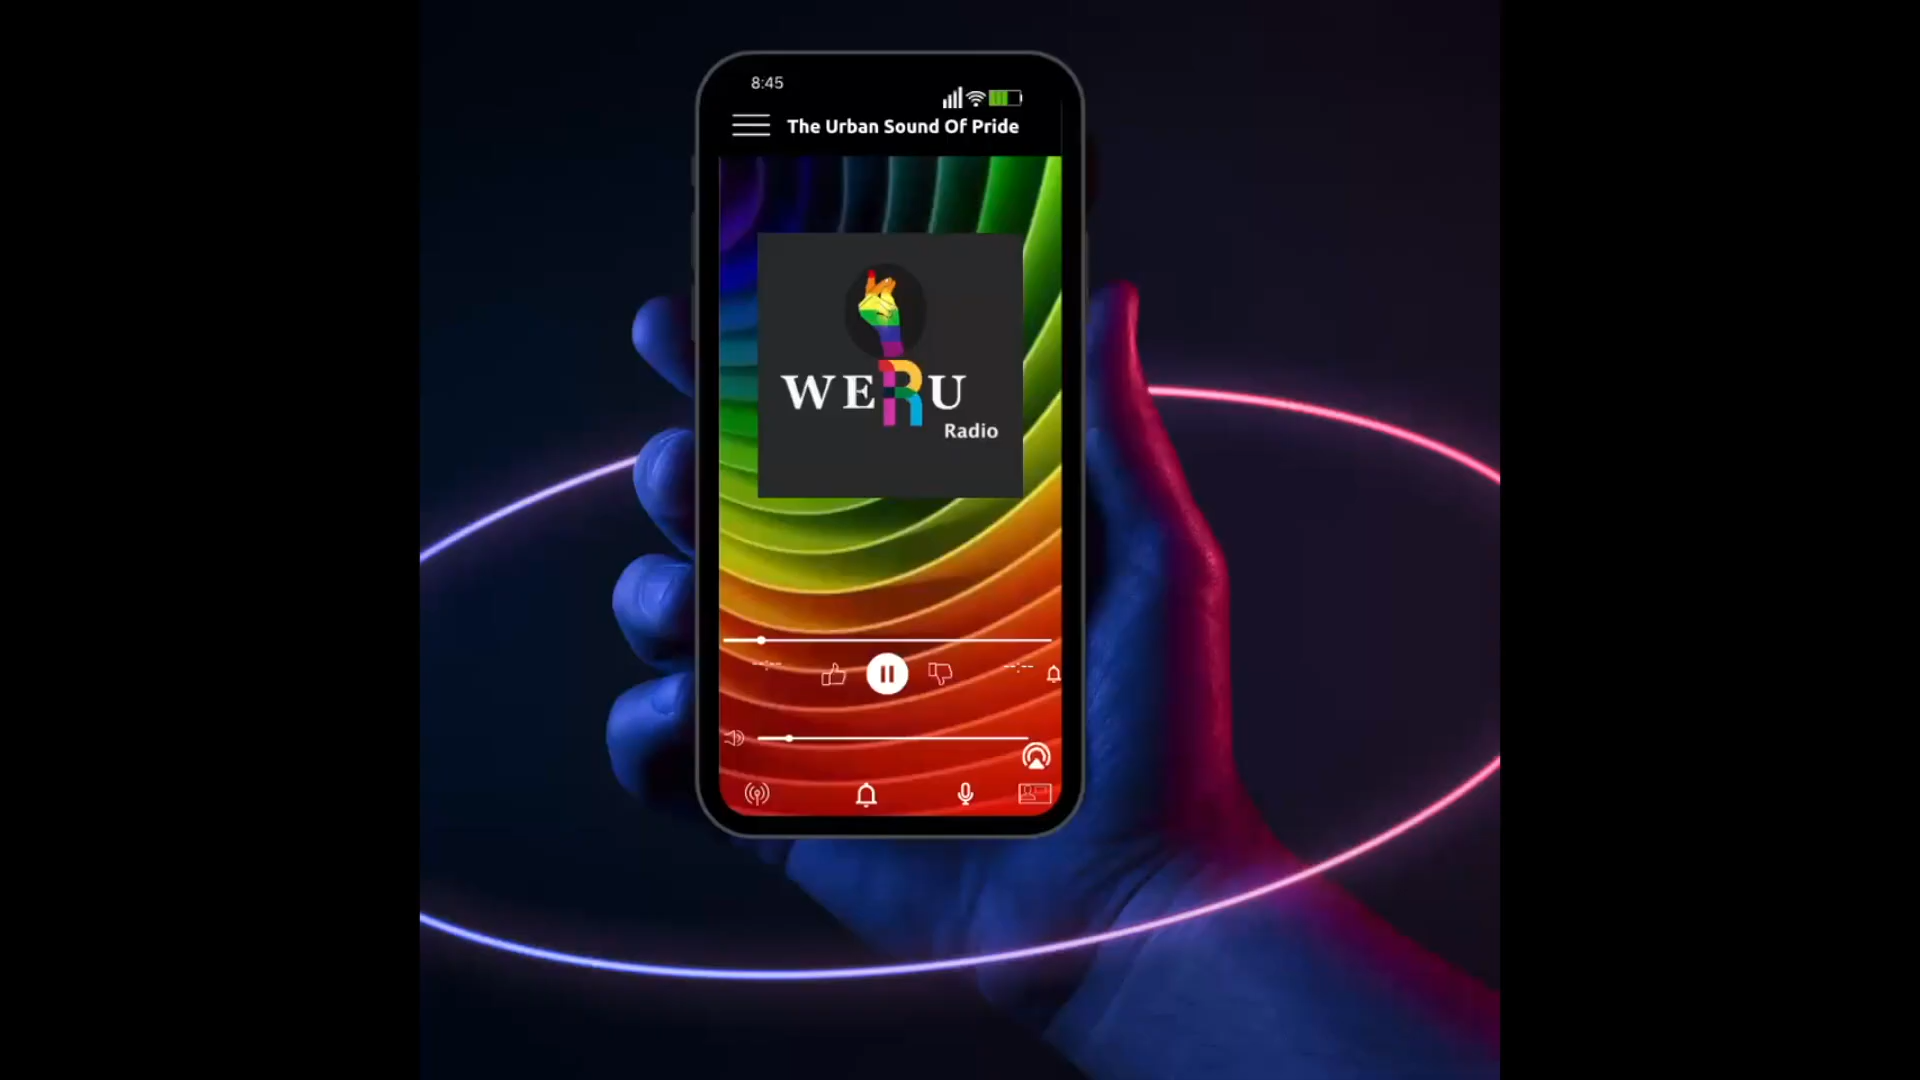 8:45
The Urban Sound Of Pride
WERU
Radio
--:--
--:--